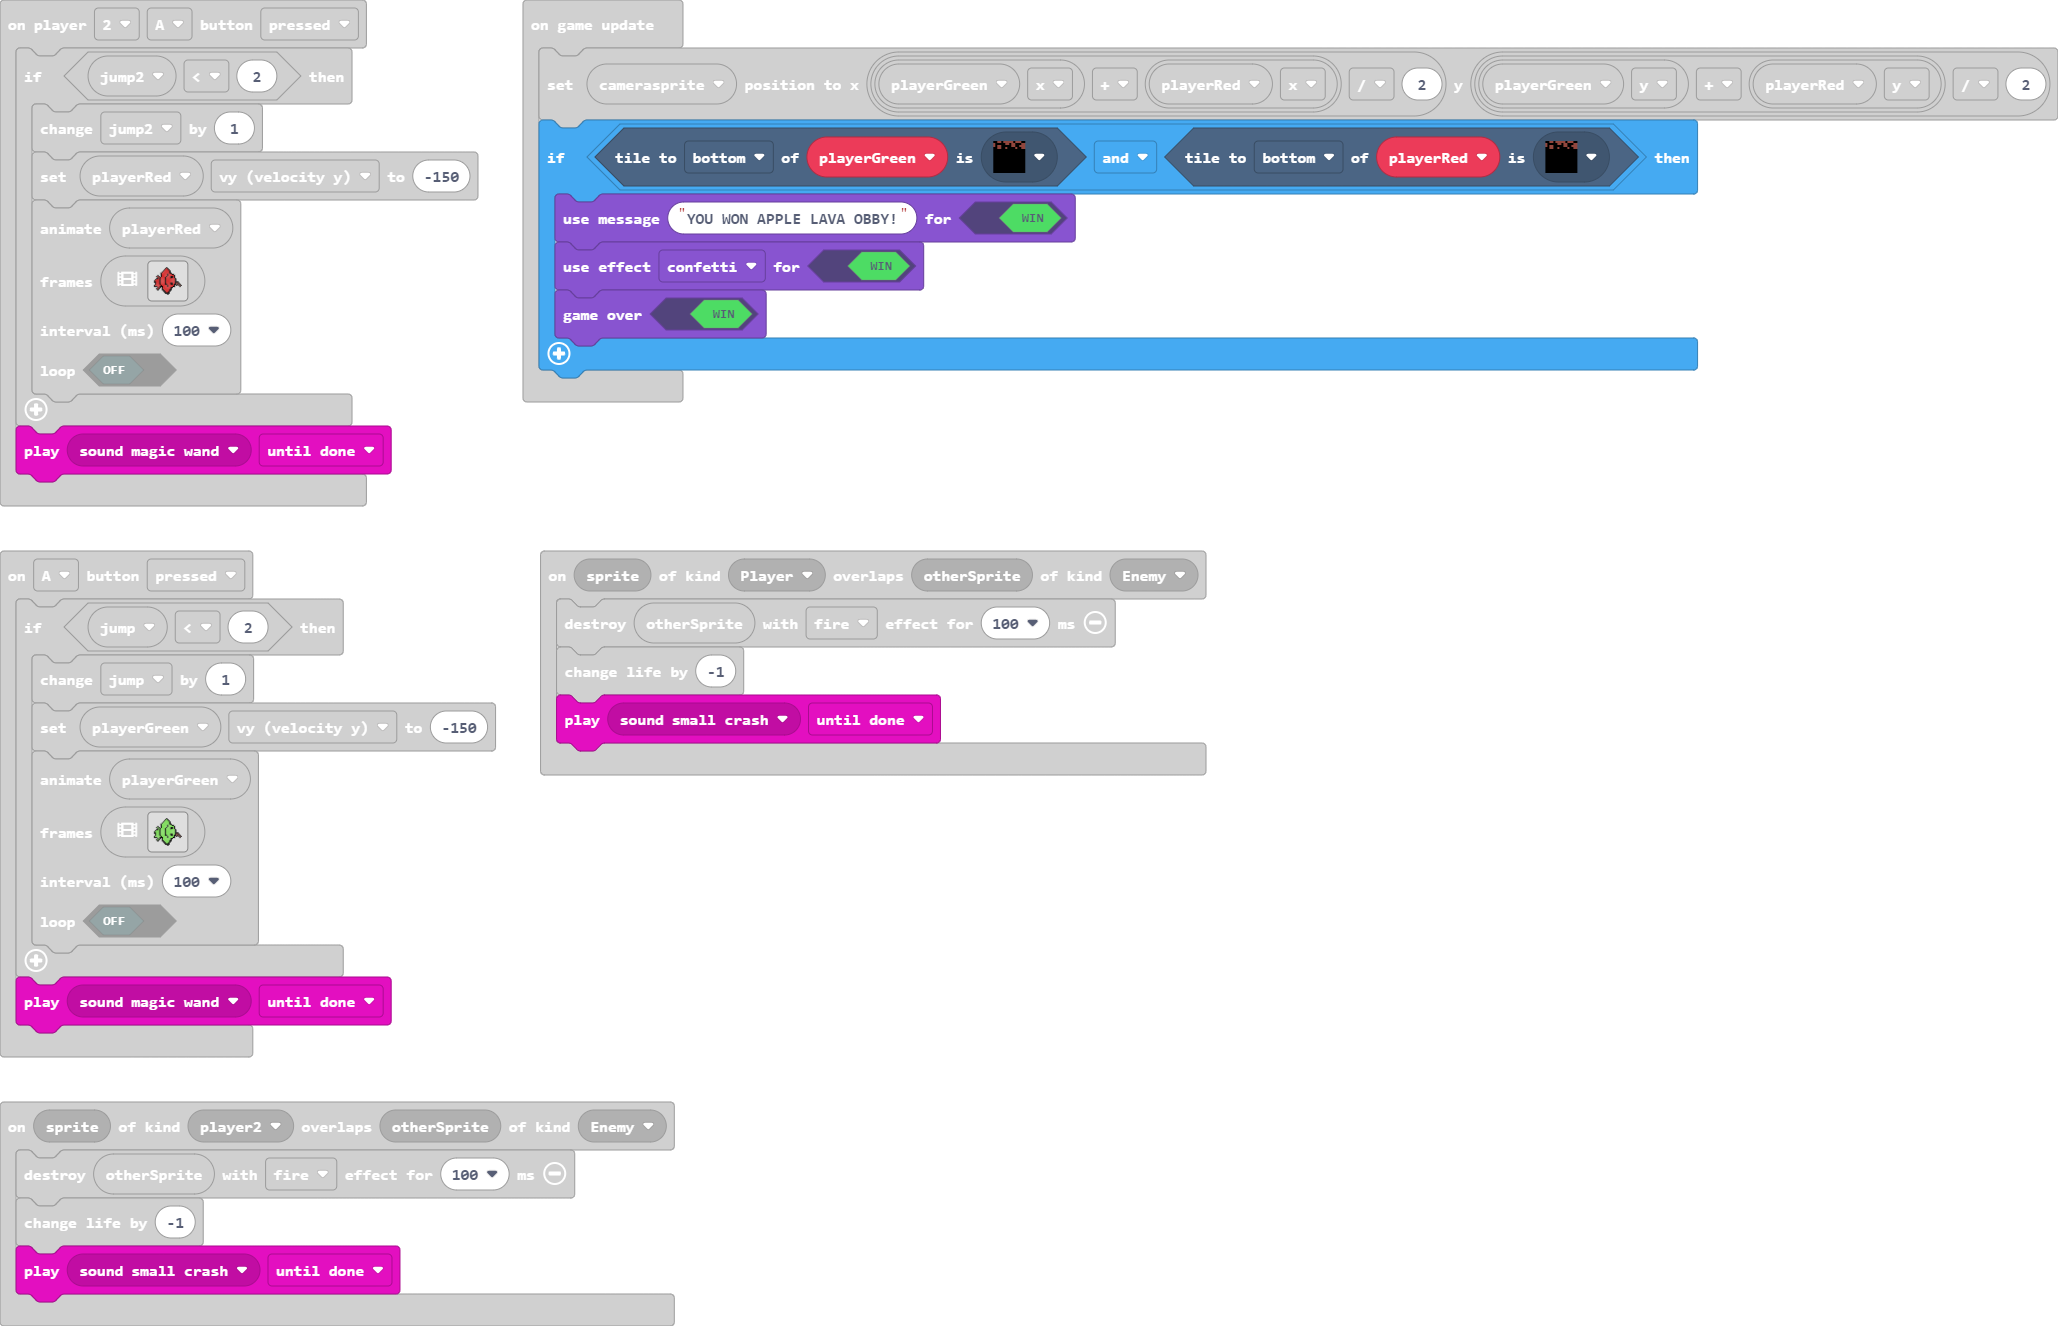 on player 2 A button pressed
if jump2 < 2 then
change jump2 by 1
set playerRed vy (velocity y) to -150
animate playerRed
frames
interval (ms) 100
loop OFF
play sound magic wand until done
on game update
set camerasprite position to x playerGreen x + playerRed x / 2 y playerGreen y + playerRed y / 2
if tile to bottom of playerGreen is and tile to bottom of playerRed is then
use message "YOU WON APPLE LAVA OBBY!" for WIN
use effect confetti for WIN
game over WIN
on A button pressed
if jump < 2 then
change jump by 1
set playerGreen vy (velocity y) to -150
animate playerGreen
frames
interval (ms) 100
loop OFF
play sound magic wand until done
on sprite of kind Player overlaps otherSprite of kind Enemy
destroy otherSprite with fire effect for 100 ms
change life by -1
play sound small crash until done
on sprite of kind player2 overlaps otherSprite of kind Enemy
destroy otherSprite with fire effect for 100 ms
change life by -1
play sound small crash until done